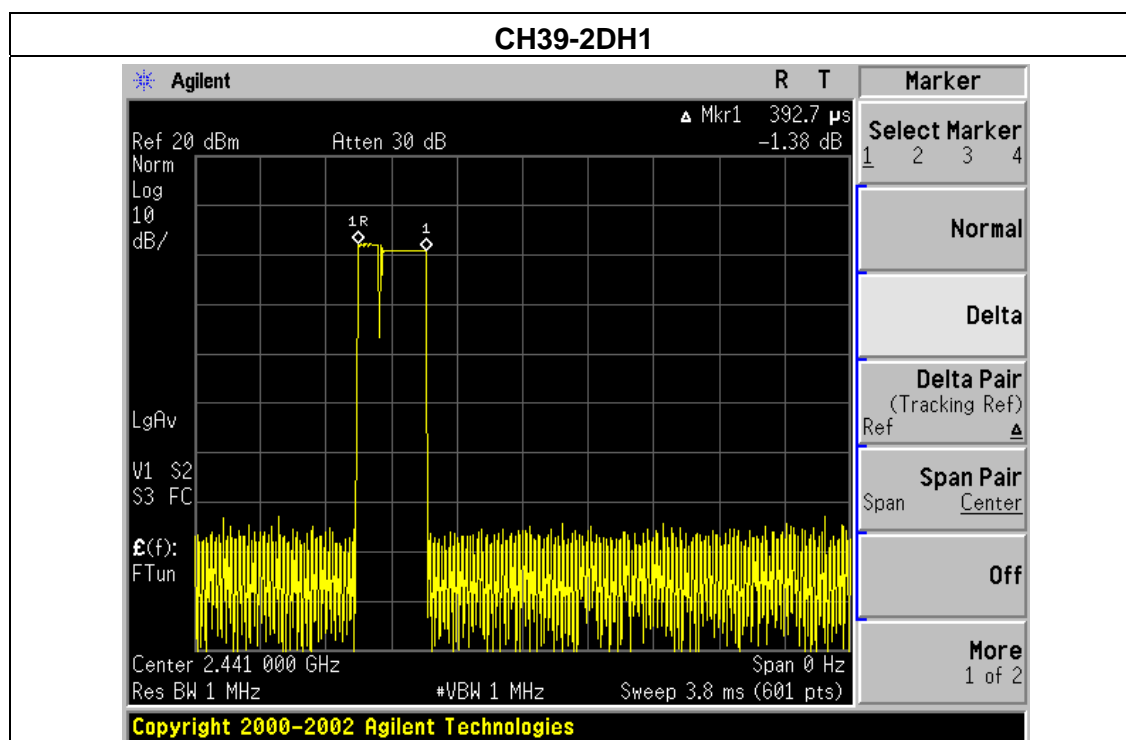 CH39-2DH1
Agilent
R T
Marker
▵ Mkr1 392.7 µs
Ref 20 dBm Atten 30 dB -1.38 dB
Norm
Log
10
dB/
1R
1
LgAv
V1 S2
S3 FC
£(f):
FTun
Center 2.441 000 GHz Span 0 Hz
Res BW 1 MHz #VBW 1 MHz Sweep 3.8 ms (601 pts)
Copyright 2000-2002 Agilent Technologies
Select Marker
1 2 3 4
Normal
Delta
Delta Pair
(Tracking Ref)
Ref ▵
Span Pair
Span Center
Off
More
1 of 2